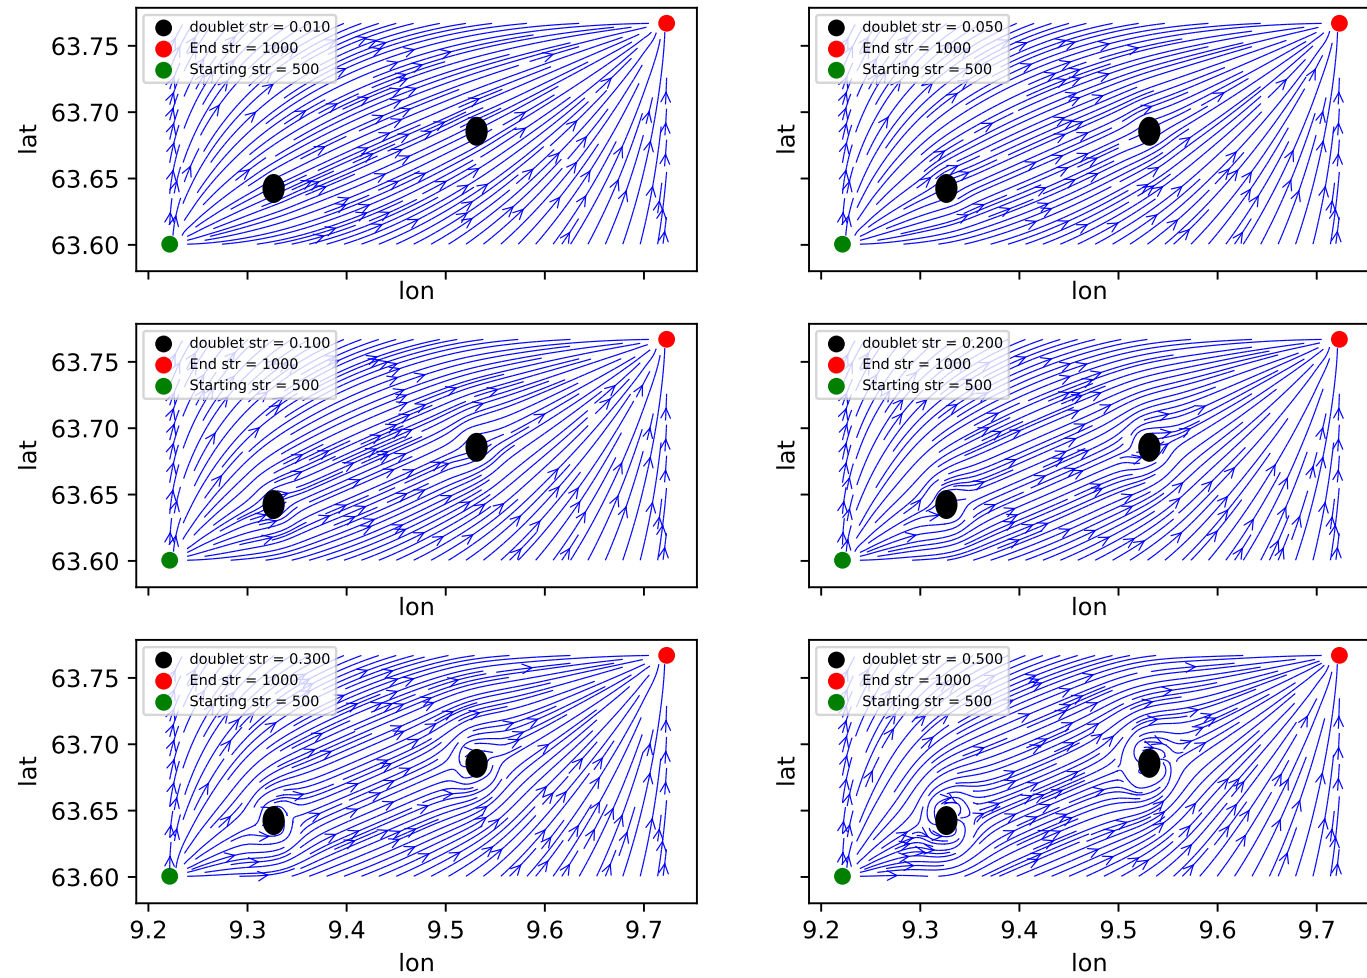 doublet str = 0.010
End str = 1000
Starting str = 500
63.75
63.70
63.65
63.60
lat
lon
doublet str = 0.050
End str = 1000
Starting str = 500
lat
lon
doublet str = 0.100
End str = 1000
Starting str = 500
63.75
63.70
63.65
63.60
lat
lon
doublet str = 0.200
End str = 1000
Starting str = 500
lat
lon
doublet str = 0.300
End str = 1000
Starting str = 500
63.75
63.70
63.65
63.60
lat
9.2 9.3 9.4 9.5 9.6 9.7
lon
doublet str = 0.500
End str = 1000
Starting str = 500
lat
9.2 9.3 9.4 9.5 9.6 9.7
lon